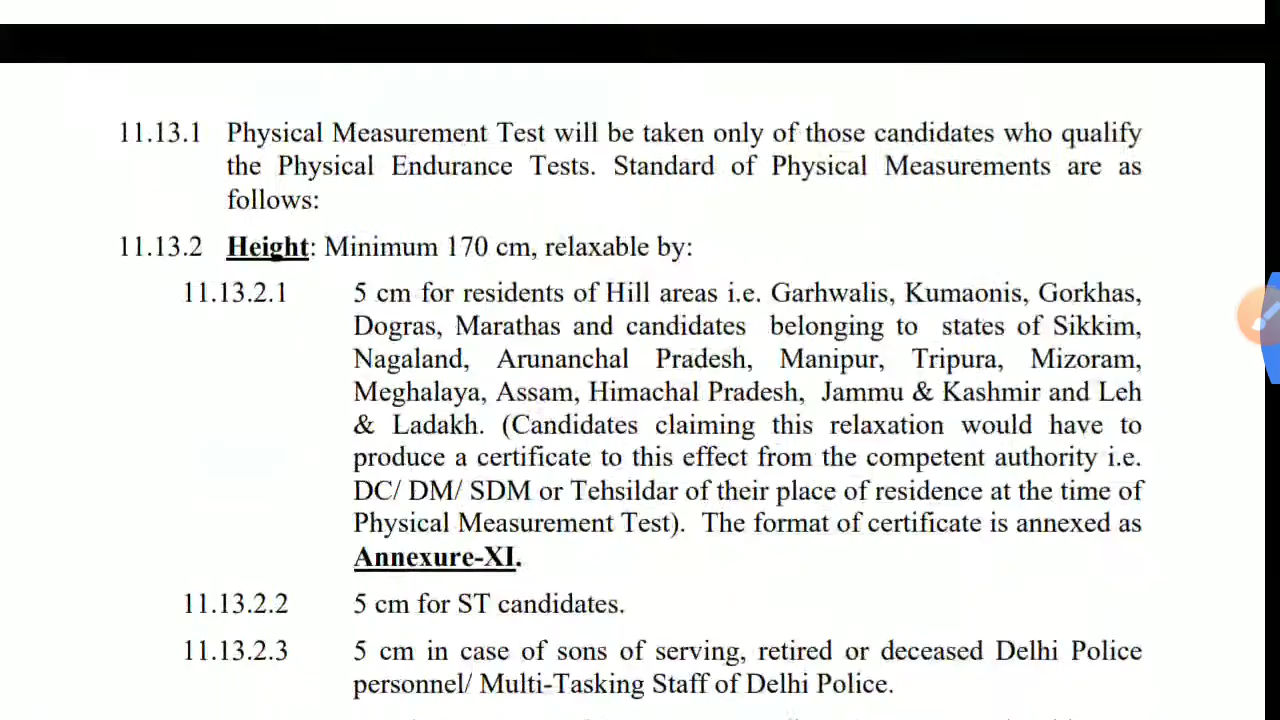 11.13.1 Physical Measurement Test will be taken only of those candidates who qualify
the Physical Endurance Tests. Standard of Physical Measurements are as
follows:
11.13.2 Height: Minimum 170 cm, relaxable by:
11.13.2.1 5 cm for residents of Hill areas i.e. Garhwalis, Kumaonis, Gorkhas,
Dogras, Marathas and candidates belonging to states of Sikkim,
Nagaland, Arunanchal Pradesh, Manipur, Tripura, Mizoram,
Meghalaya, Assam, Himachal Pradesh, Jammu & Kashmir and Leh
& Ladakh. (Candidates claiming this relaxation would have to
produce a certificate to this effect from the competent authority i.e.
DC/ DM/ SDM or Tehsildar of their place of residence at the time of
Physical Measurement Test). The format of certificate is annexed as
Annexure-XI.
11.13.2.2 5 cm for ST candidates.
11.13.2.3 5 cm in case of sons of serving, retired or deceased Delhi Police
personnel/ Multi-Tasking Staff of Delhi Police.